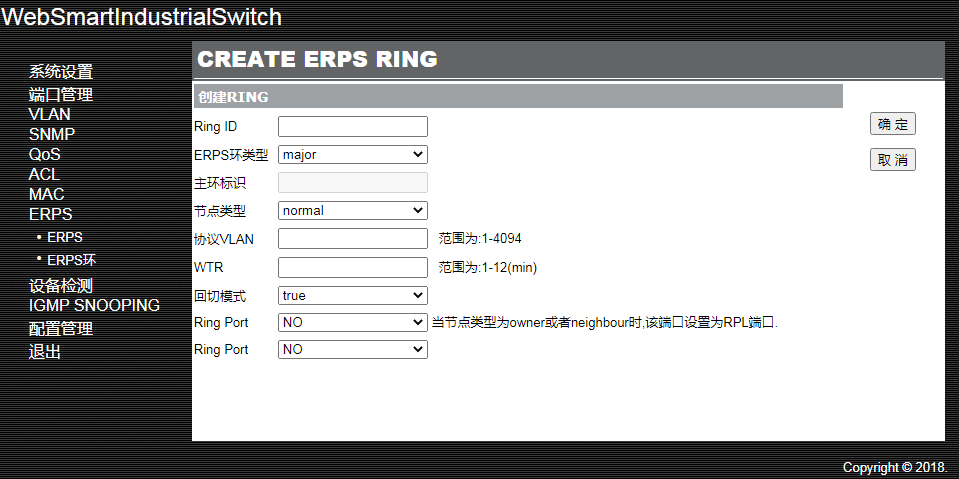 WebSmartIndustrialSwitch
系统设置
端口管理
VLAN
SNMP
QoS
ACL
MAC
ERPS
• ERPS
• ERPS环
设备检测
IGMP SNOOPING
配置管理
退出
CREATE ERPS RING
创建RING
Ring ID
ERPS环类型 major
主环标识
节点类型 normal
协议VLAN 范围为:1-4094
WTR 范围为:1-12(min)
回切模式 true
Ring Port NO 当节点类型为owner或者neighbour时,该端口设置为RPL端口.
Ring Port NO
确 定
取 消
Copyright © 2018.